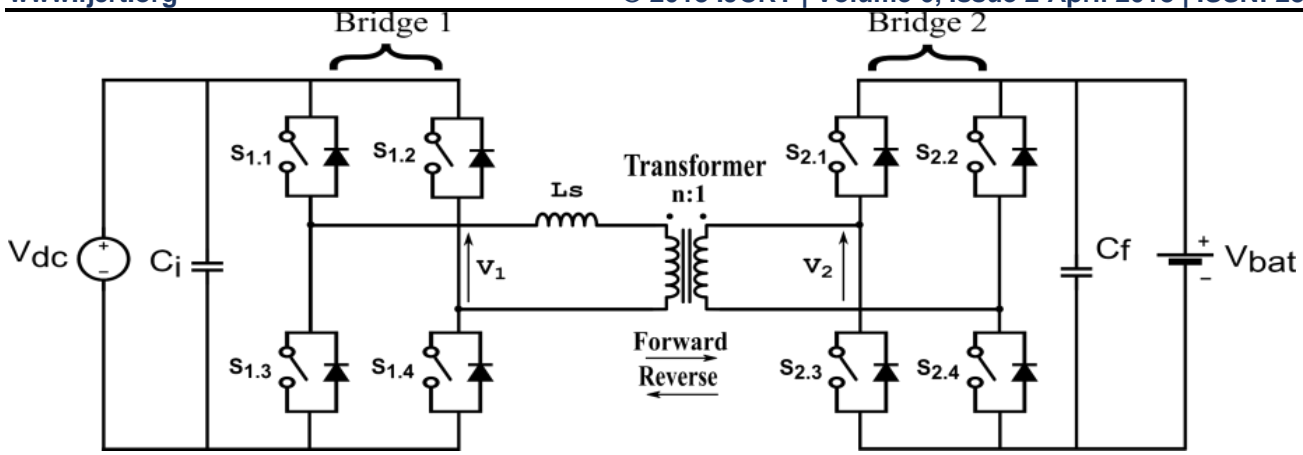 Bridge 1
Bridge 2
S1.1
S1.2
S2.1
S2.2
Transformer
n:1
Ls
Vdc
+
−
Ci
v1
v2
Cf
+
−
Vbat
S1.3
S1.4
Forward
Reverse
S2.3
S2.4